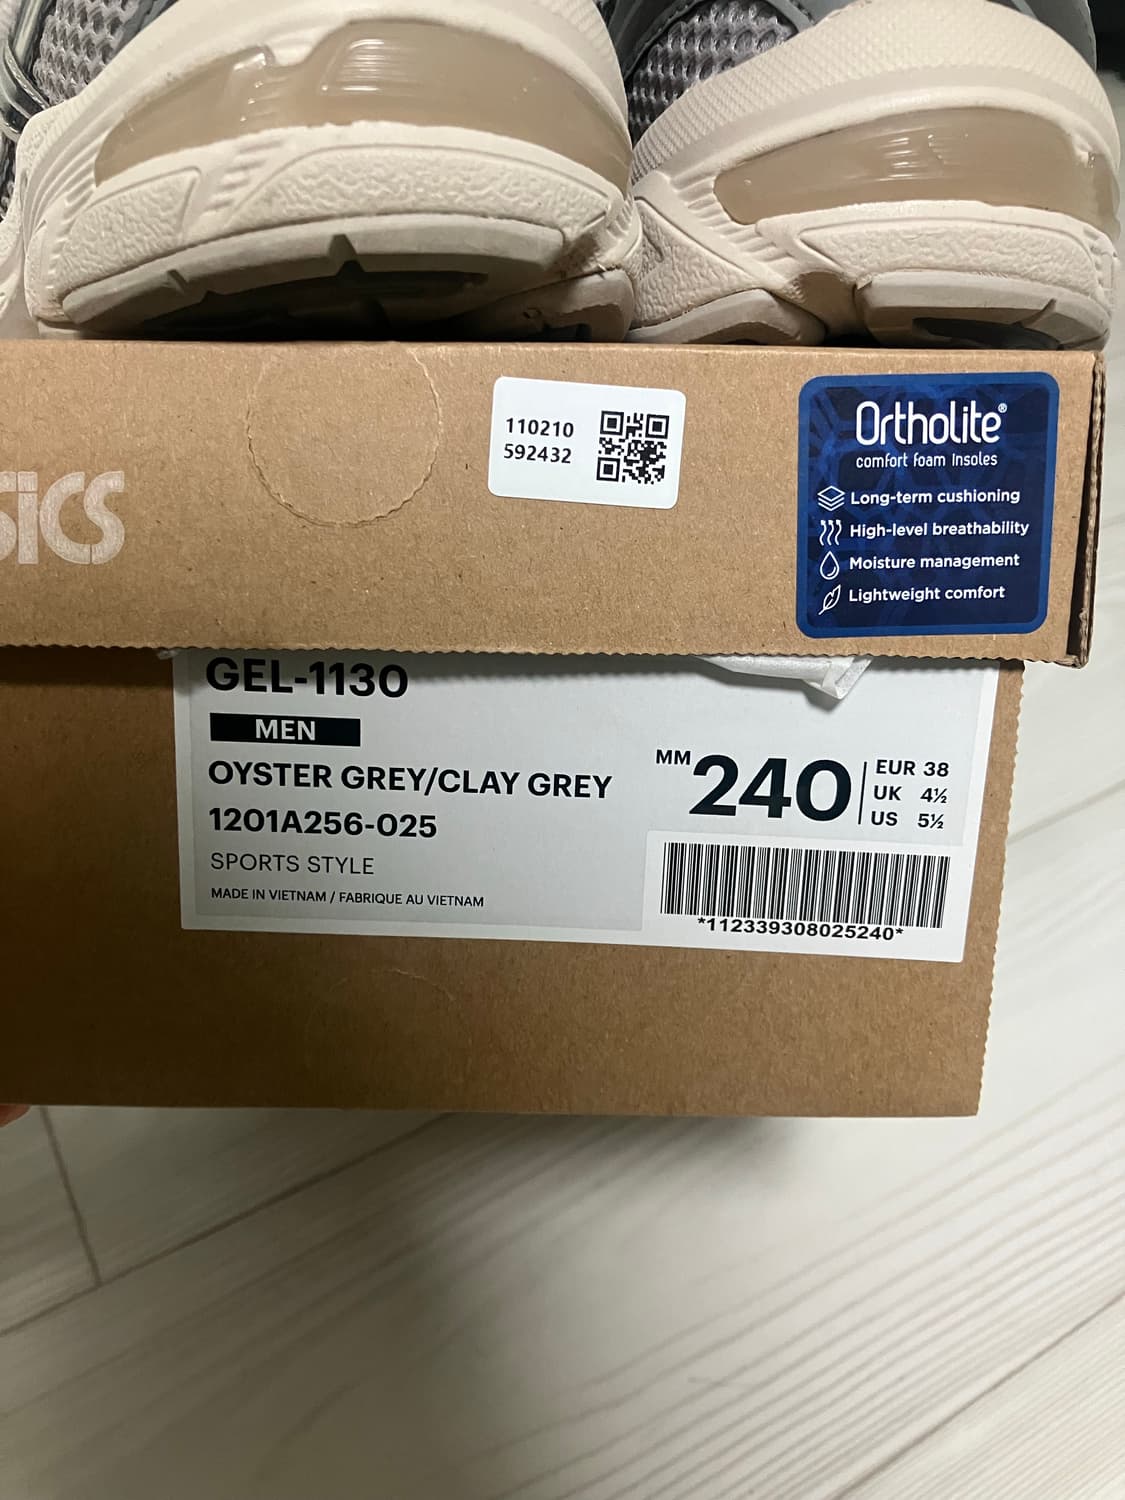 110210
592432
Ortholite®
comfort foam Insoles
Long-term cushioning
High-level breathability
Moisture management
Lightweight comfort
SICS
GEL-1130
MEN
OYSTER GREY/CLAY GREY
1201A256-025
SPORTS STYLE
MADE IN VIETNAM / FABRIQUE AU VIETNAM
MM 240
EUR 38
UK 4½
US 5½
*112339308025240*